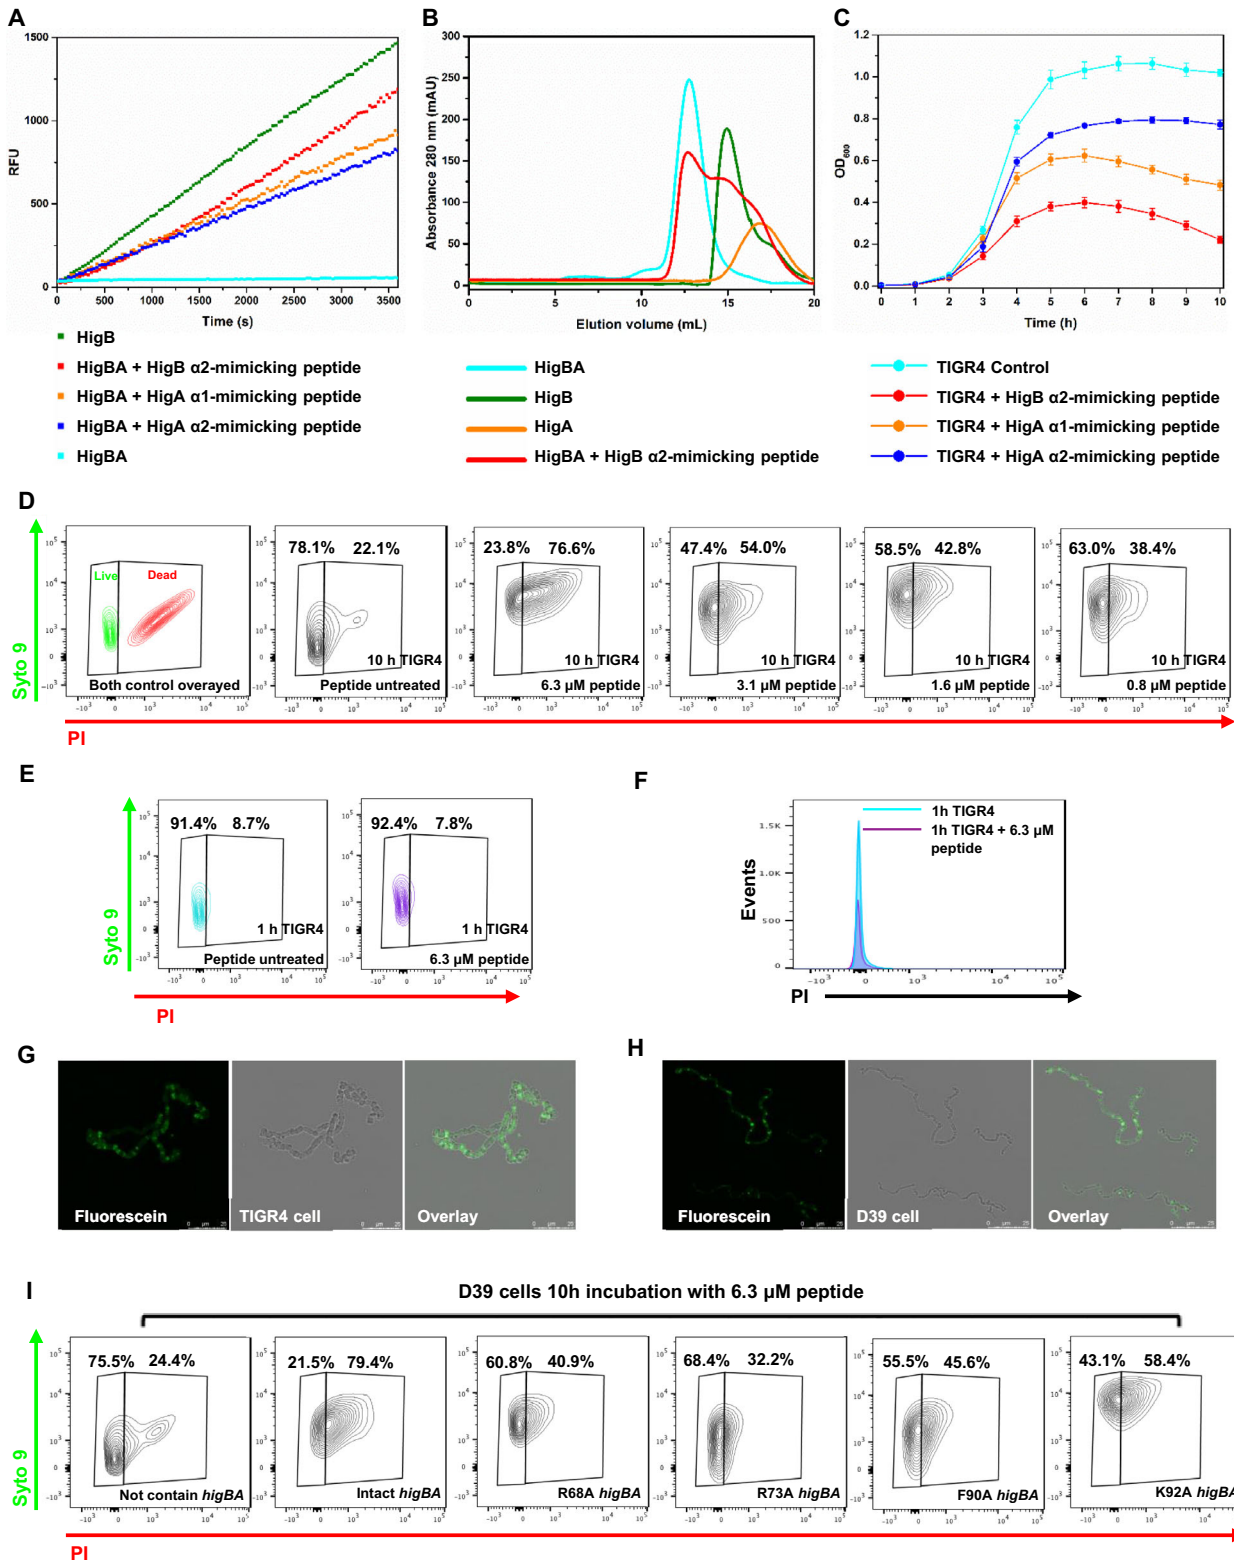 A
RFU
1500
1000
500
0
0
500
1000
1500
2000
2500
3000
3500
Time (s)
HigB
HigBA + HigB α2-mimicking peptide
HigBA + HigA α1-mimicking peptide
HigBA + HigA α2-mimicking peptide
HigBA
B
Absorbance 280 nm (mAU)
300
250
200
150
100
50
0
0
5
10
15
20
Elution volume (mL)
HigBA
HigB
HigA
HigBA + HigB α2-mimicking peptide
C
OD600
1.2
1.0
0.8
0.6
0.4
0.2
0.0
0 1 2 3 4 5 6 7 8 9 10
Time (h)
TIGR4 Control
TIGR4 + HigB α2-mimicking peptide
TIGR4 + HigA α1-mimicking peptide
TIGR4 + HigA α2-mimicking peptide
D
Syto 9
Live
Dead
Both control overayed
78.1% 22.1%
10 h TIGR4
Peptide untreated
23.8% 76.6%
10 h TIGR4
6.3 µM peptide
47.4% 54.0%
10 h TIGR4
3.1 µM peptide
58.5% 42.8%
10 h TIGR4
1.6 µM peptide
63.0% 38.4%
10 h TIGR4
0.8 µM peptide
PI
E
Syto 9
91.4% 8.7%
1 h TIGR4
Peptide untreated
92.4% 7.8%
1 h TIGR4
6.3 µM peptide
PI
F
Events
1.5K
1.0K
500
0
1h TIGR4
1h TIGR4 + 6.3 µM
peptide
-10³ 0 10³ 10⁴ 10⁵
PI
G
Fluorescein
TIGR4 cell
Overlay
H
Fluorescein
D39 cell
Overlay
I
D39 cells 10h incubation with 6.3 µM peptide
Syto 9
75.5% 24.4%
Not contain higBA
21.5% 79.4%
Intact higBA
60.8% 40.9%
R68A higBA
68.4% 32.2%
R73A higBA
55.5% 45.6%
F90A higBA
43.1% 58.4%
K92A higBA
PI